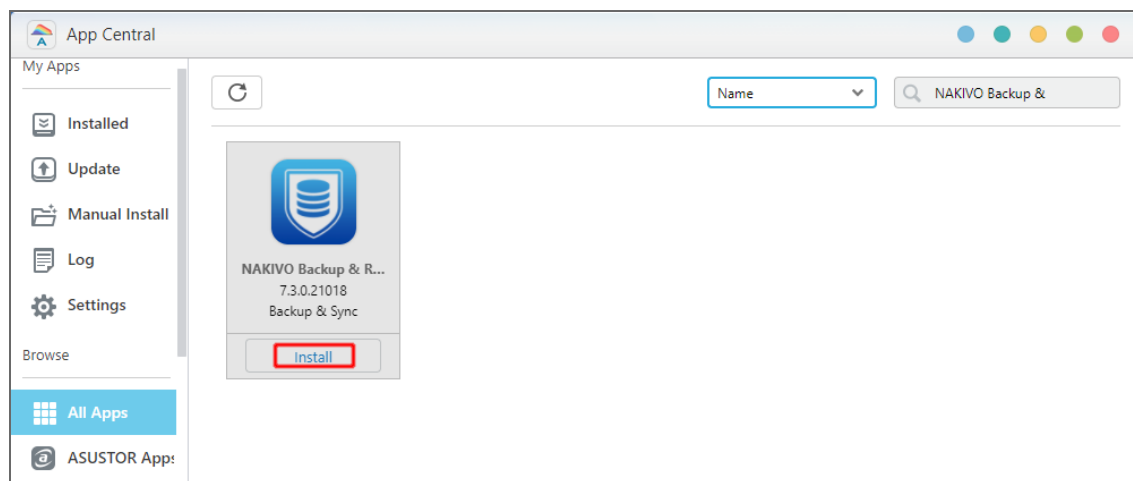 App Central
My Apps
Installed
Update
Manual Install
Log
Settings
Browse
All Apps
ASUSTOR Apps
Name
NAKIVO Backup &
NAKIVO Backup & R...
7.3.0.21018
Backup & Sync
Install